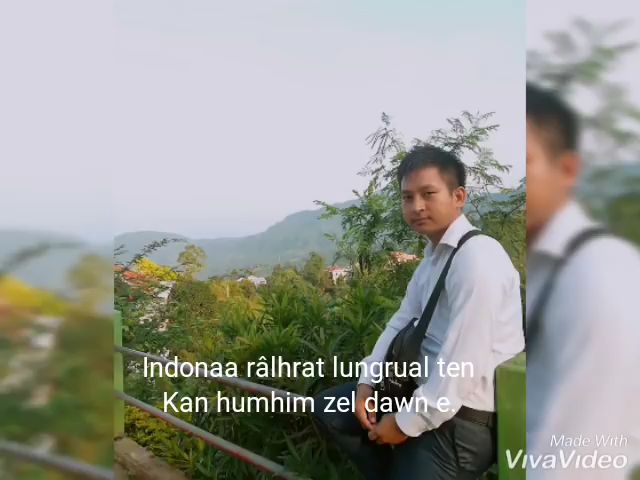 Indonaa râlhrat lungrual ten
Kan humhim zel dawn e.
Made With
VivaVideo